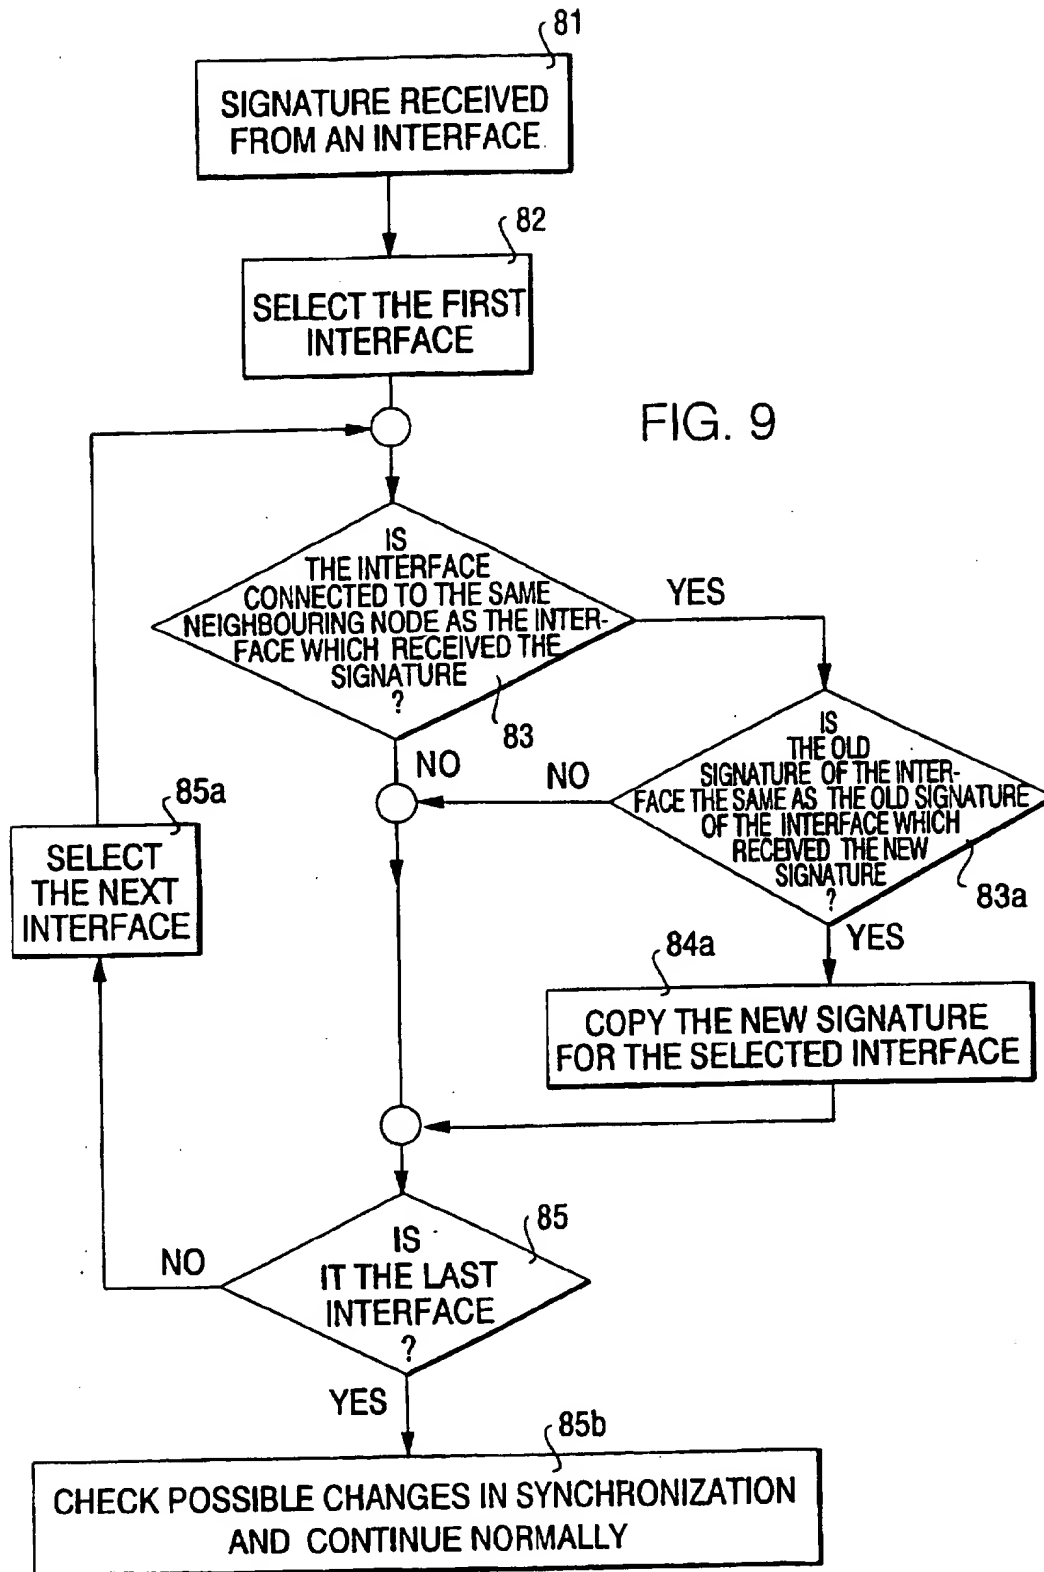 81
SIGNATURE RECEIVED
FROM AN INTERFACE
82
SELECT THE FIRST
INTERFACE
FIG. 9
IS
THE INTERFACE
CONNECTED TO THE SAME
NEIGHBOURING NODE AS THE INTER-
FACE WHICH RECEIVED THE
SIGNATURE
?
83
YES
NO
IS
THE OLD
SIGNATURE OF THE INTER-
FACE THE SAME AS THE OLD SIGNATURE
OF THE INTERFACE WHICH
RECEIVED THE NEW
SIGNATURE
?
83a
NO
YES
85a
SELECT
THE NEXT
INTERFACE
84a
COPY THE NEW SIGNATURE
FOR THE SELECTED INTERFACE
85
IS
IT THE LAST
INTERFACE
?
NO
YES
85b
CHECK POSSIBLE CHANGES IN SYNCHRONIZATION
AND CONTINUE NORMALLY